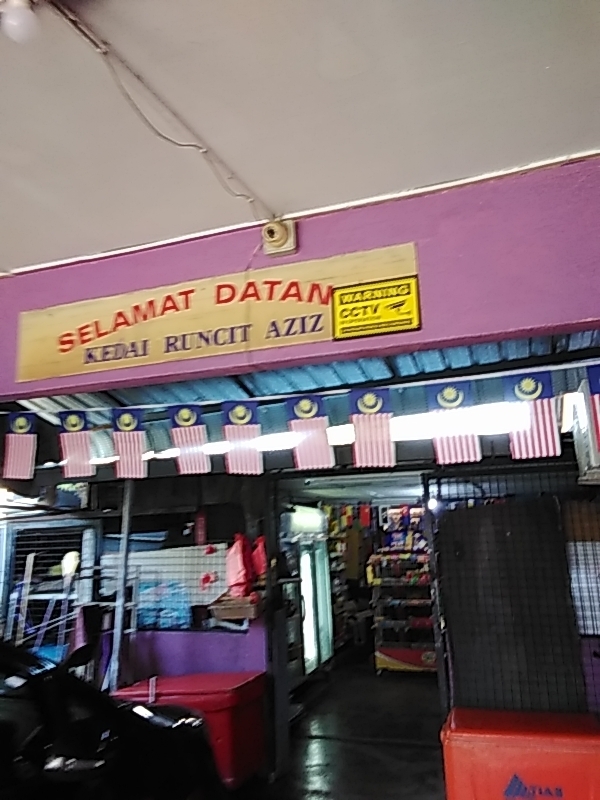 SELAMAT DATAN
KEDAI RUNCIT AZIZ
WARNING
CCTV